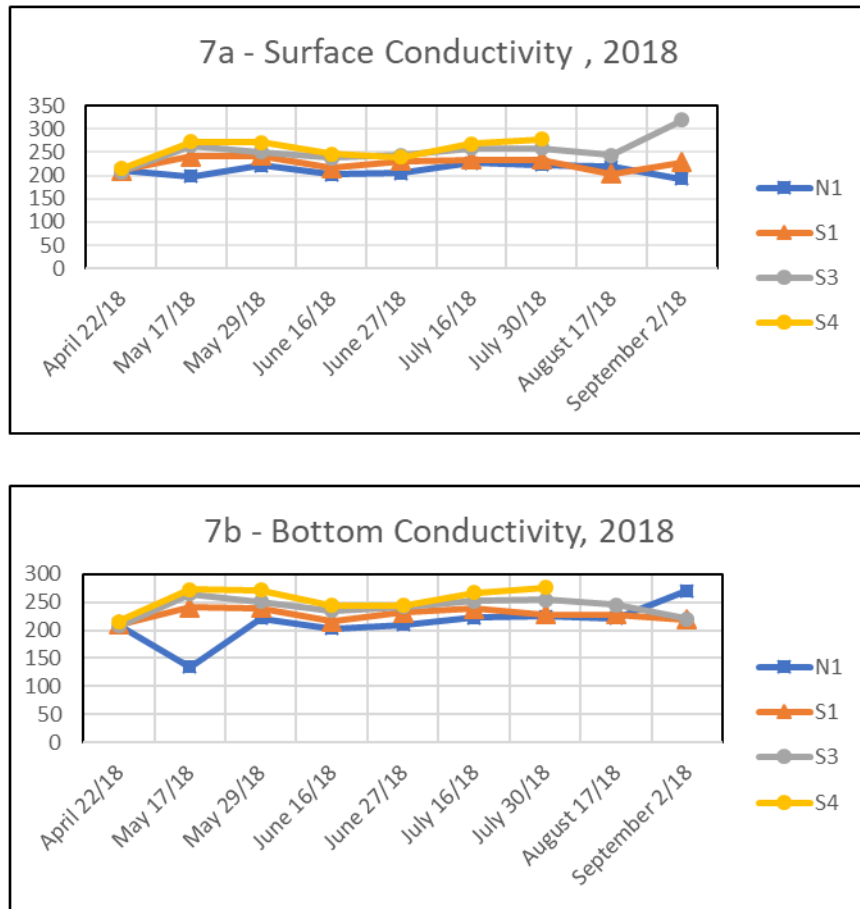 7a - Surface Conductivity , 2018
350
300
250
200
150
100
50
0
April 22/18
May 17/18
May 29/18
June 16/18
June 27/18
July 16/18
July 30/18
August 17/18
September 2/18
N1
S1
S3
S4
7b - Bottom Conductivity, 2018
300
250
200
150
100
50
0
April 22/18
May 17/18
May 29/18
June 16/18
June 27/18
July 16/18
July 30/18
August 17/18
September 2/18
N1
S1
S3
S4